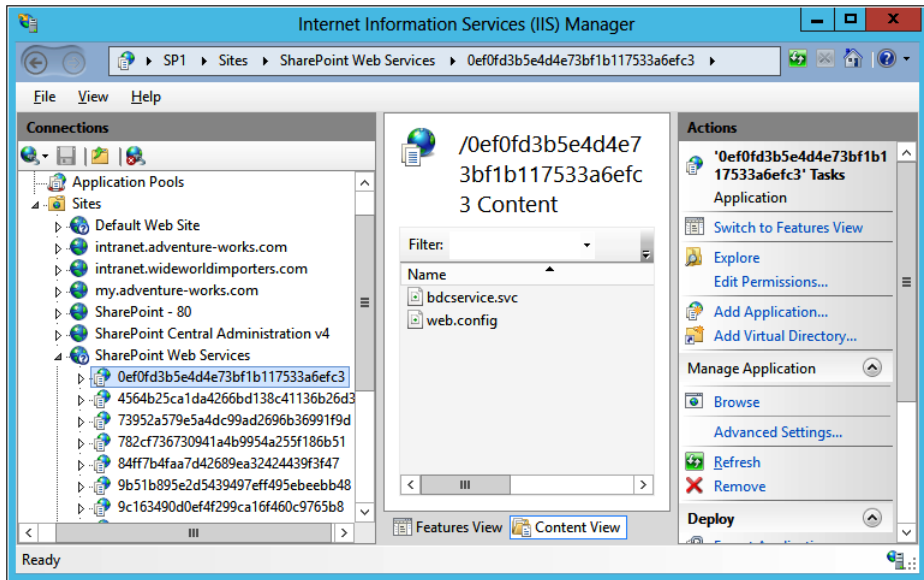 Internet Information Services (IIS) Manager
SP1 Sites SharePoint Web Services 0ef0fd3b5e4d4e73bf1b117533a6efc3
File View Help
Connections
Application Pools
Sites
Default Web Site
intranet.adventure-works.com
intranet.wideworldimporters.com
my.adventure-works.com
SharePoint - 80
SharePoint Central Administration v4
SharePoint Web Services
0ef0fd3b5e4d4e73bf1b117533a6efc3
4564b25ca1da4266bd138c41136b26d3
73952a579e5a4dc99ad2696b36991f9d
782cf736730941a4b9954a255f186b51
84ff7b4faa7d42689ea32424439f3f47
9b51b895e2d5439497eff495ebeebb48
9c163490d0ef4f299ca16f460c9765b8
/0ef0fd3b5e4d4e7
3bf1b117533a6efc
3 Content
Filter:
Name
bdcservice.svc
web.config
Features View Content View
Actions
'0ef0fd3b5e4d4e73bf1b1
17533a6efc3' Tasks
Application
Switch to Features View
Explore
Edit Permissions...
Add Application...
Add Virtual Directory...
Manage Application
Browse
Advanced Settings...
Refresh
Remove
Deploy
Ready